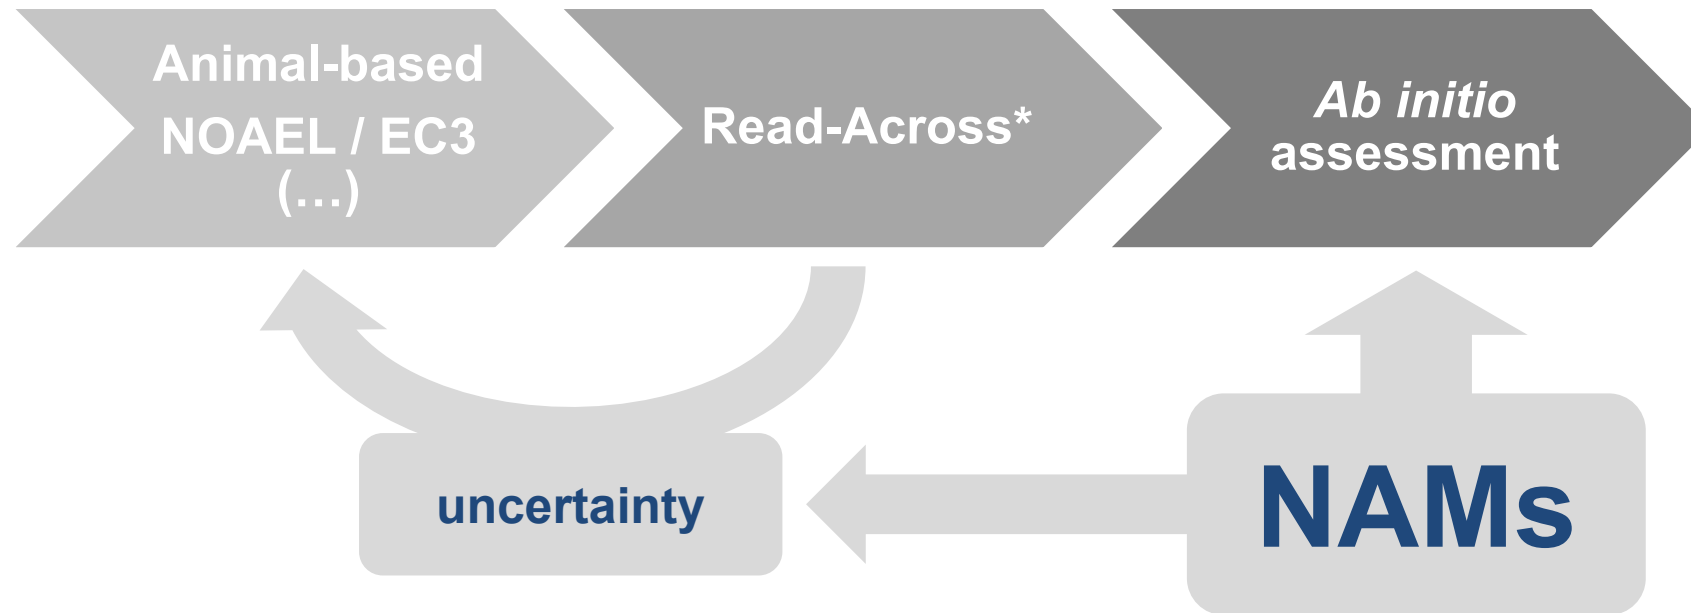 Animal-based
NOAEL / EC3
(…)
Read-Across*
Ab initio
assessment
uncertainty
NAMs